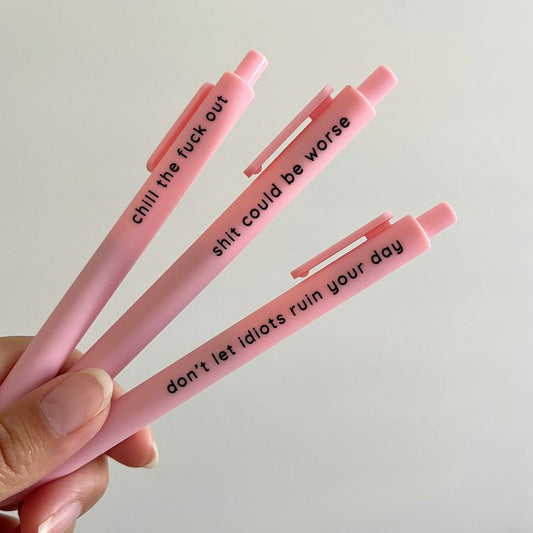 chill the fuck out
shit could be worse
don't let idiots ruin your day